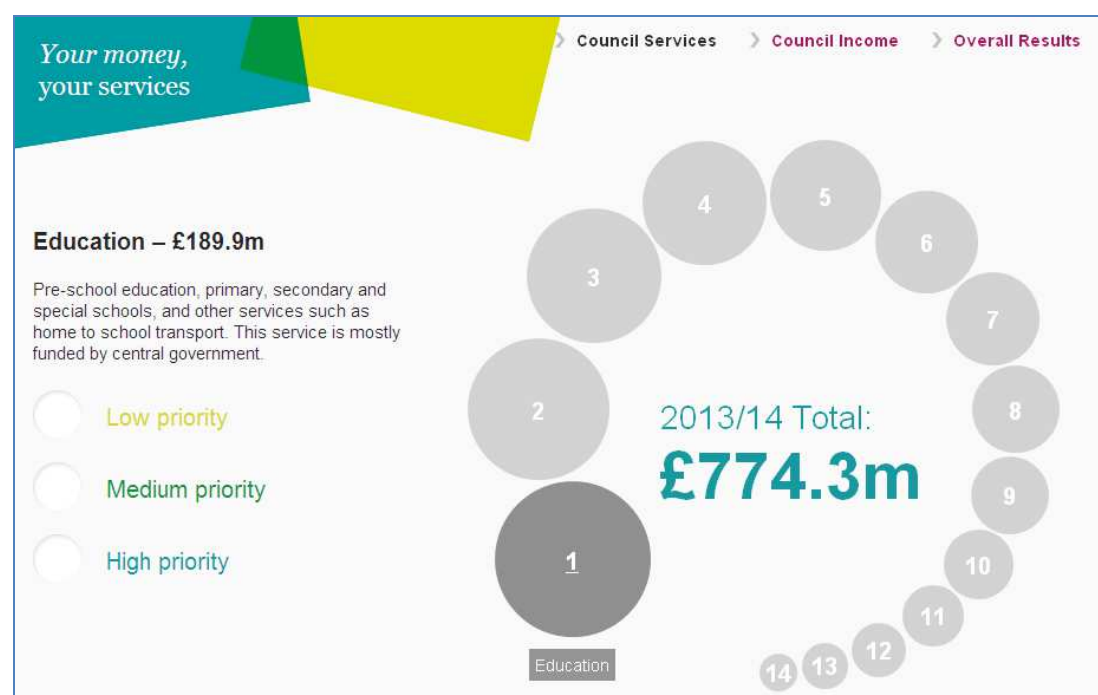 Your money,
your services
Council Services
Council Income
Overall Results
Education – £189.9m
Pre-school education, primary, secondary and
special schools, and other services such as
home to school transport. This service is mostly
funded by central government.
Low priority
Medium priority
High priority
1
2
3
4
5
6
7
8
9
10
11
12
13
14
2013/14 Total:
£774.3m
Education